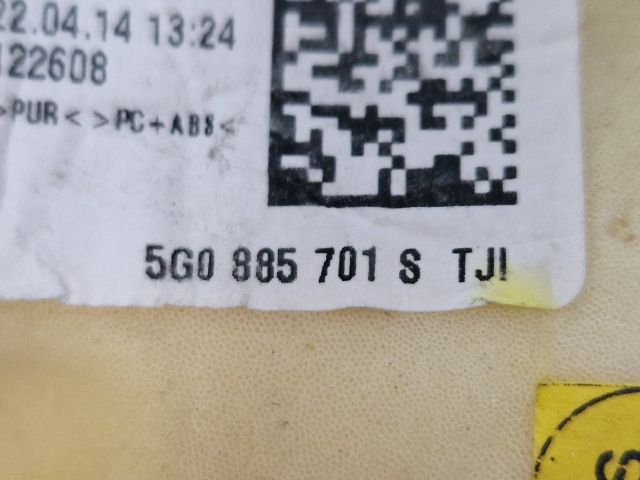 22.04.14 13:24
122608
>PUR< >PC+ABS<
5G0 885 701 S TJI
S